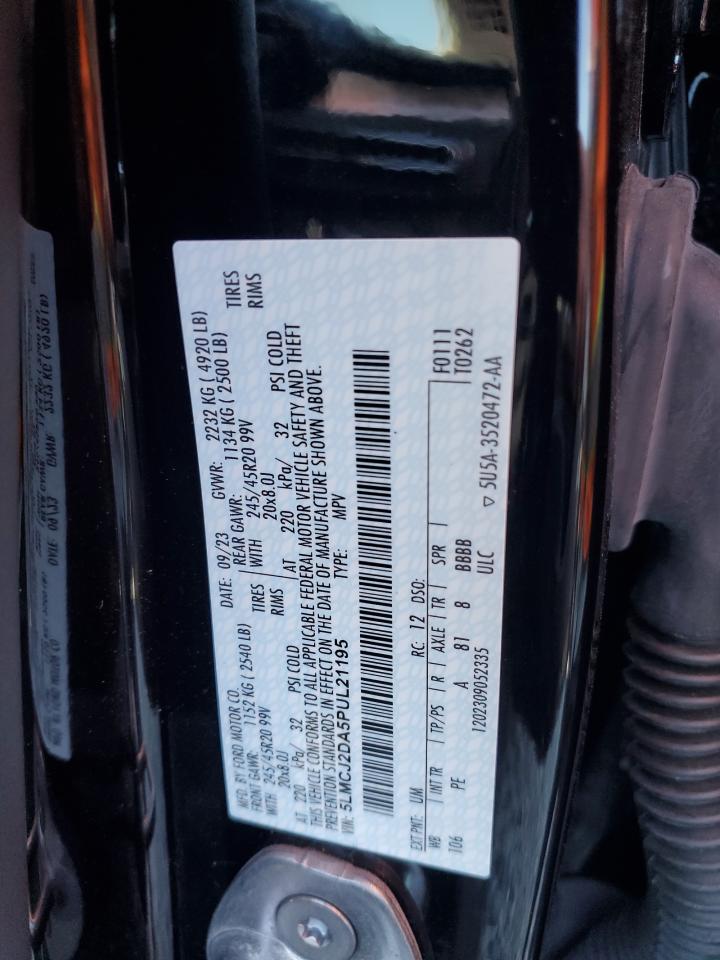 MFD. BY FORD MOTOR CO. DATE: 09/23 GVWR: 2232 KG ( 4920 LB)
FRONT GAWR: 1152 KG ( 2540 LB) REAR GAWR: 1134 KG ( 2500 LB)
WITH 245/45R20 99V TIRES WITH 245/45R20 99V TIRES
20x8.0J RIMS 20x8.0J RIMS
AT 220 kPa/ 32 PSI COLD AT 220 kPa/ 32 PSI COLD
THIS VEHICLE CONFORMS TO ALL APPLICABLE FEDERAL MOTOR VEHICLE SAFETY AND THEFT
PREVENTION STANDARDS IN EFFECT ON THE DATE OF MANUFACTURE SHOWN ABOVE.
VIN: 5LMCJ2DA5PUL21195 TYPE: MPV
EXT PNT: UM RC: 12 DSO:
WB INT TR TP/PS R AXLE TR SPR F0111
106 PE A 81 8 BBBB T0262
1202309052335 ULC ▽ 5U5A-3520472-AA